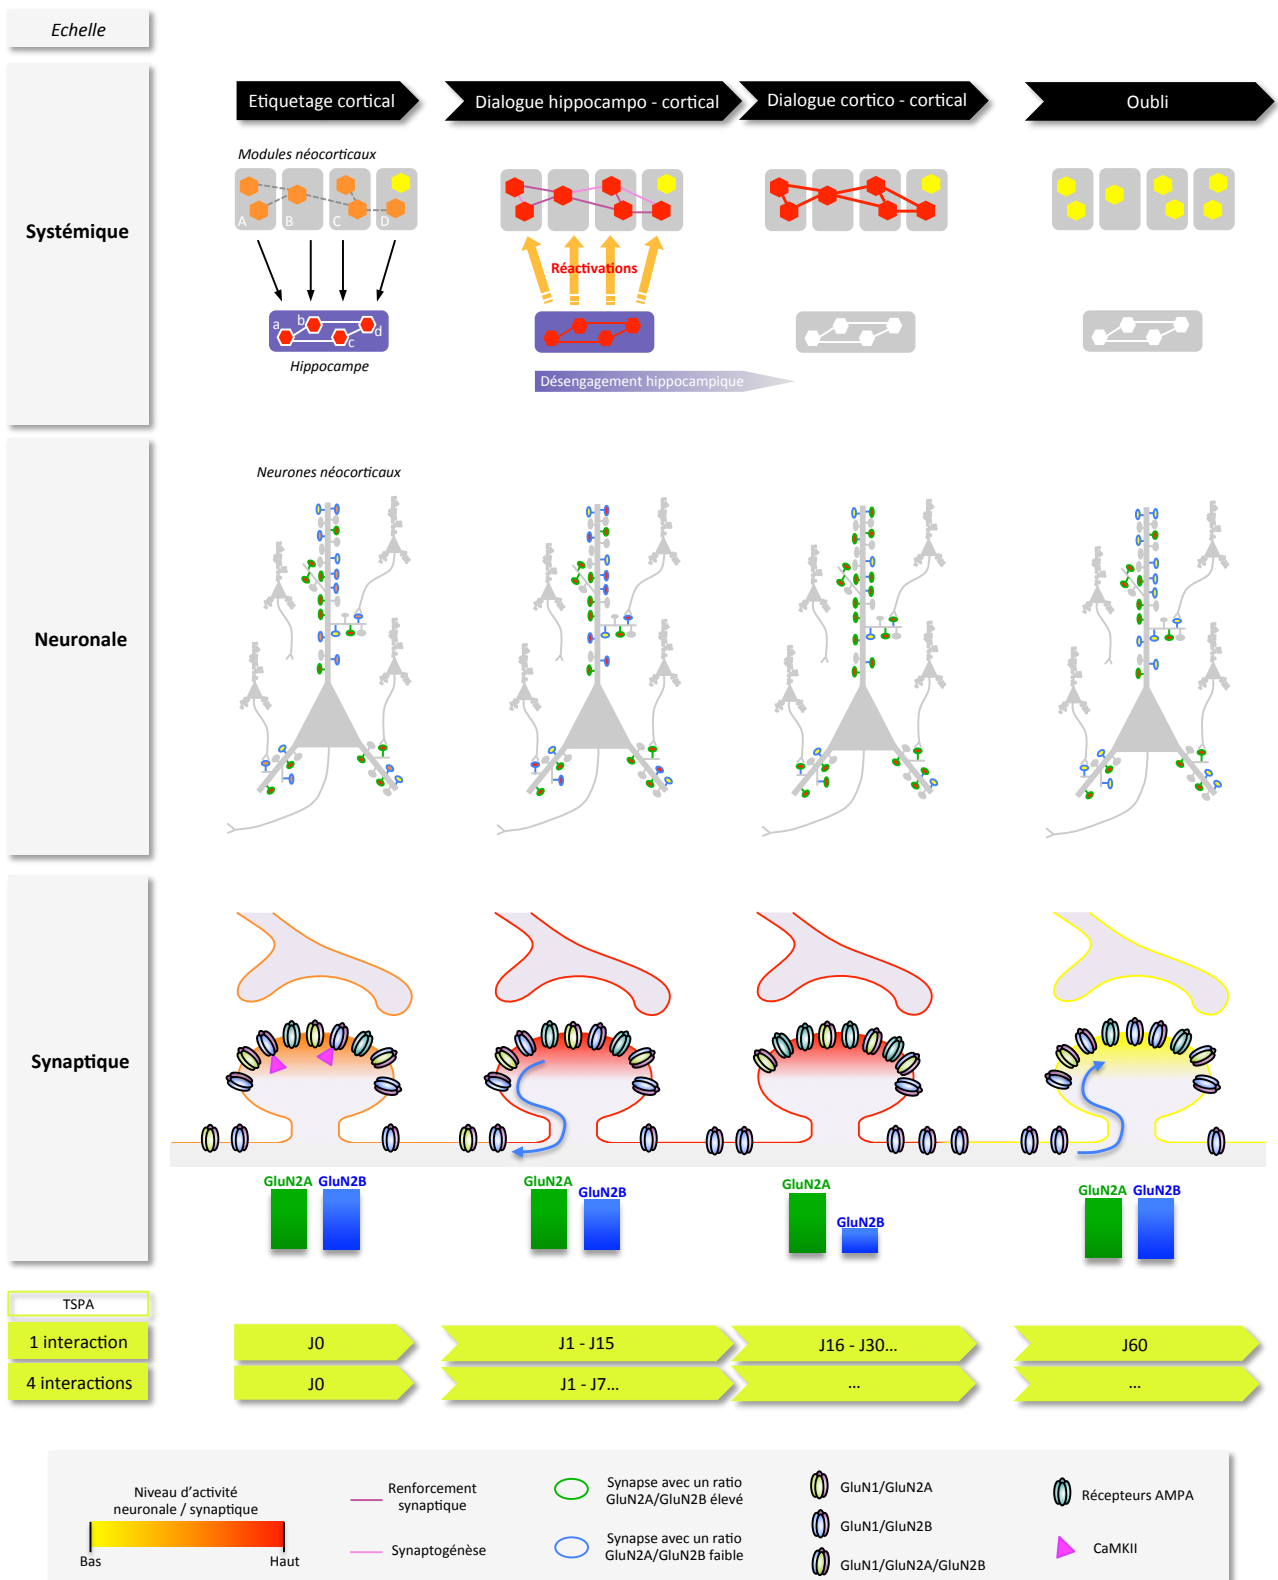 Echelle
Systémique
Etiquetage cortical
Dialogue hippocampo - cortical
Dialogue cortico - cortical
Oubli
Modules néocorticaux
A
B
C
D
Réactivations
a
b
c
d
Hippocampe
Désengagement hippocampique
Neuronale
Neurones néocorticaux
Synaptique
GluN2A
GluN2B
GluN2A
GluN2B
GluN2A
GluN2B
GluN2A
GluN2B
TSPA
1 interaction
J0
J1 - J15
J16 - J30...
J60
4 interactions
J0
J1 - J7...
...
...
Niveau d’activité
neuronale / synaptique
Bas
Haut
Renforcement
synaptique
Synaptogénèse
Synapse avec un ratio
GluN2A/GluN2B élevé
Synapse avec un ratio
GluN2A/GluN2B faible
GluN1/GluN2A
GluN1/GluN2B
GluN1/GluN2A/GluN2B
Récepteurs AMPA
CaMKII